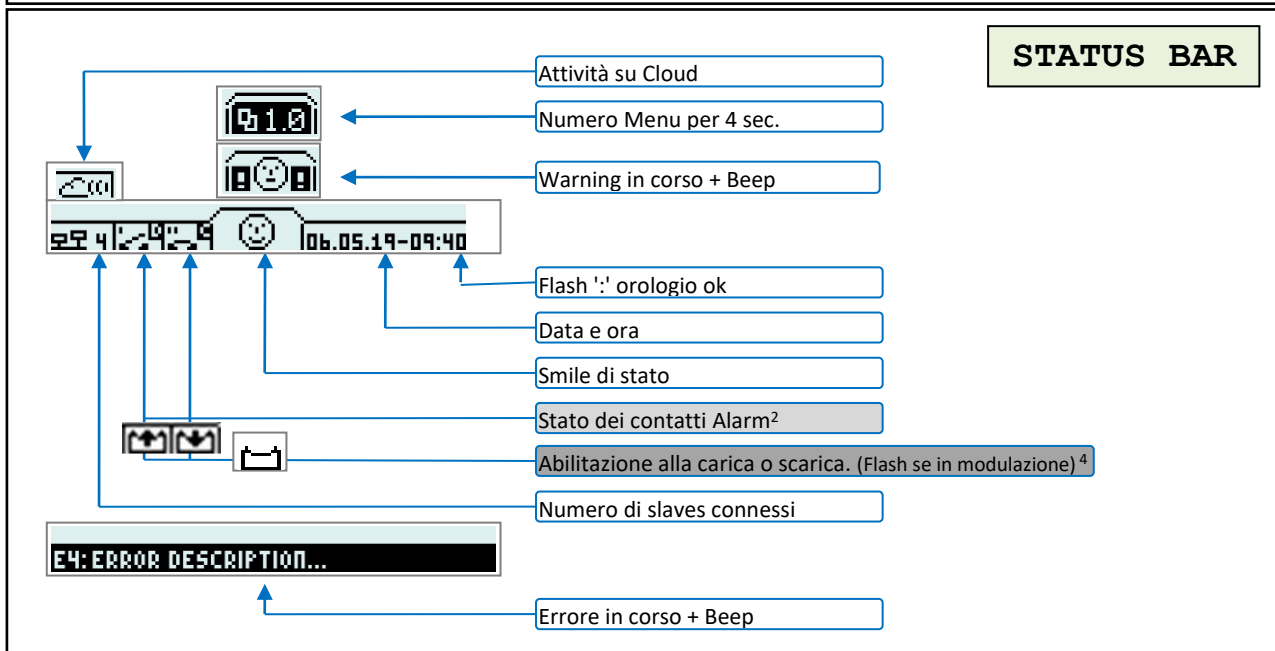 STATUS BAR
Attività su Cloud
Numero Menu per 4 sec.
1.0
Warning in corso + Beep
4
06.05.19-09:40
Flash ':' orologio ok
Data e ora
Smile di stato
Stato dei contatti Alarm²
Abilitazione alla carica o scarica. (Flash se in modulazione) ⁴
Numero di slaves connessi
E4: ERROR DESCRIPTION...
Errore in corso + Beep